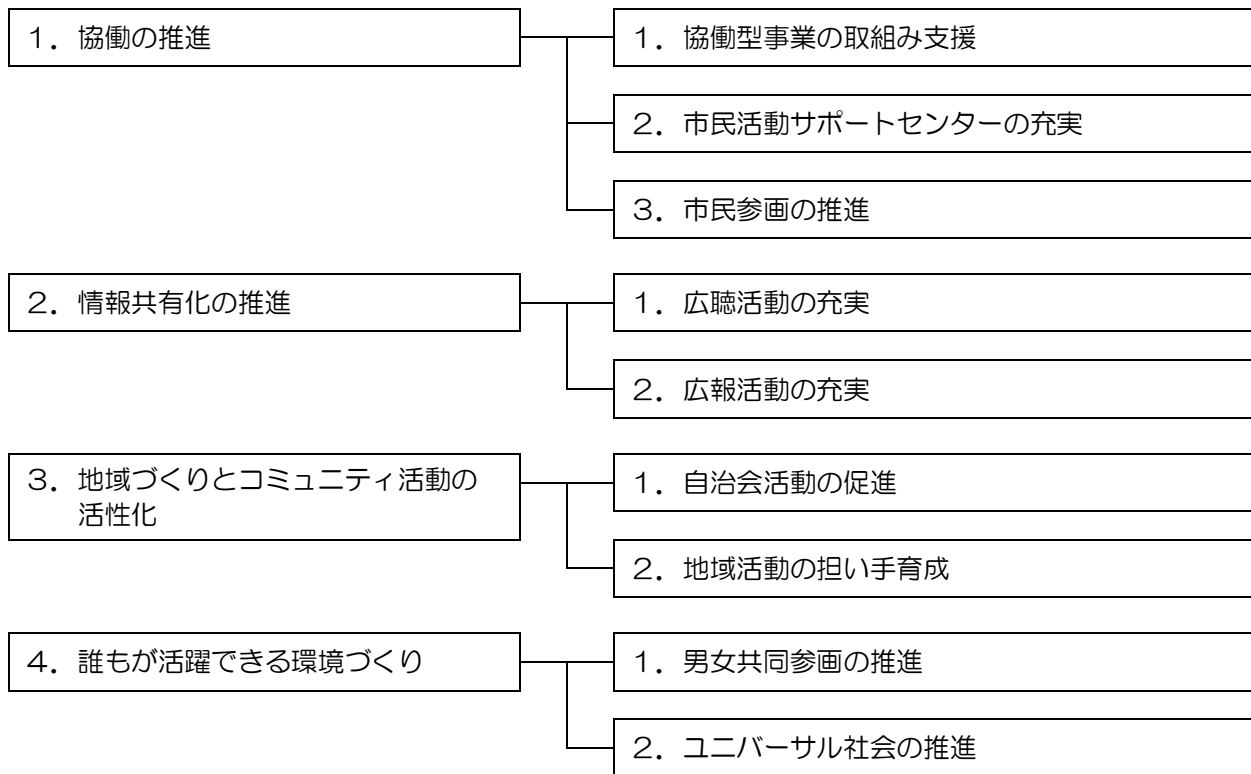 １．協働の推進
１．協働型事業の取組み支援
２．市民活動サポートセンターの充実
３．市民参画の推進
２．情報共有化の推進
１．広聴活動の充実
２．広報活動の充実
３．地域づくりとコミュニティ活動の
活性化
１．自治会活動の促進
２．地域活動の担い手育成
４．誰もが活躍できる環境づくり
１．男女共同参画の推進
２．ユニバーサル社会の推進